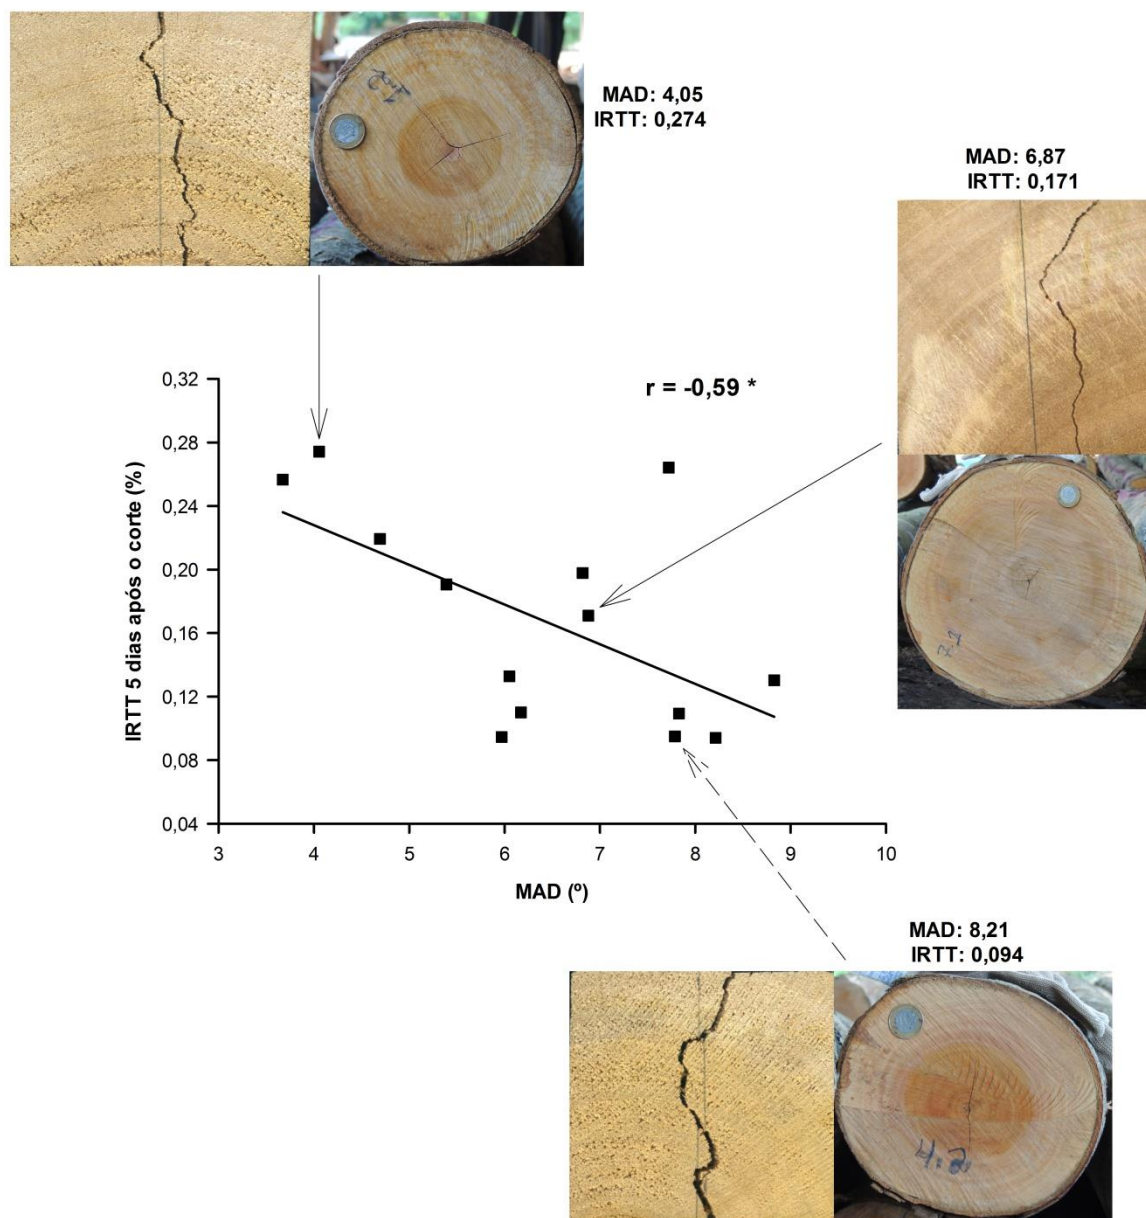 MAD: 4,05
IRTT: 0,274
MAD: 6,87
IRTT: 0,171
r = -0,59 *
IRTT 5 dias após o corte (%)
0,32
0,28
0,24
0,20
0,16
0,12
0,08
0,04
3 4 5 6 7 8 9 10
MAD (º)
MAD: 8,21
IRTT: 0,094
4.2